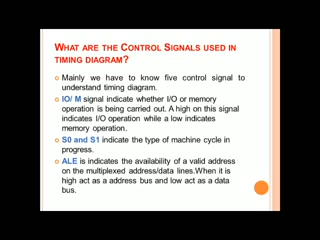 WHAT ARE THE CONTROL SIGNALS USED IN
TIMING DIAGRAM?
Mainly we have to know five control signal to
understand timing diagram.
IO/ M signal indicate whether I/O or memory
operation is being carried out. A high on this signal
indicates I/O operation while a low indicates
memory operation.
S0 and S1 indicate the type of machine cycle in
progress.
ALE is indicates the availability of a valid address
on the multiplexed address/data lines.When it is
high act as a address bus and low act as a data
bus.